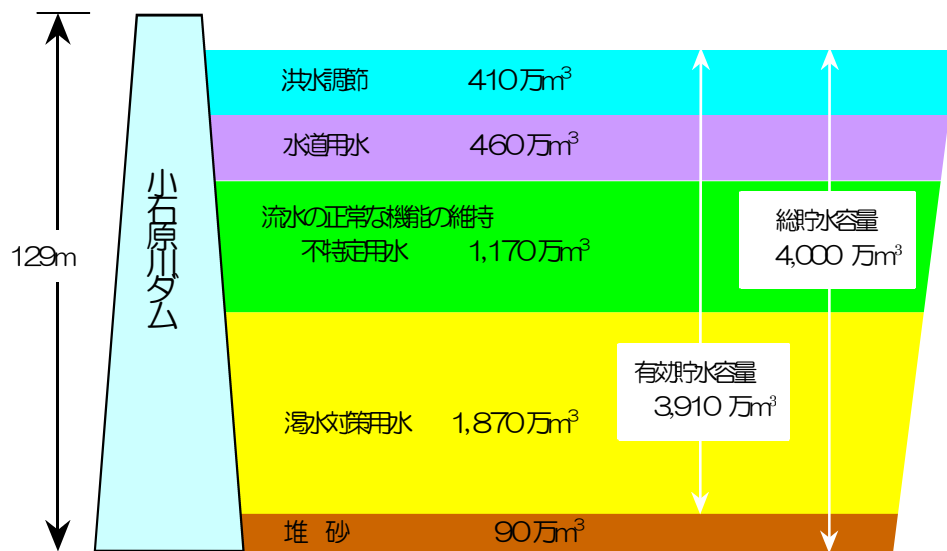 129m
小石原川ダム
洪水調節 410万m³
水道用水 460万m³
流水の正常な機能の維持
不特定用水 1,170万m³
渇水対策用水 1,870万m³
堆 砂 90万m³
有効貯水容量
3,910 万m³
総貯水容量
4,000 万m³